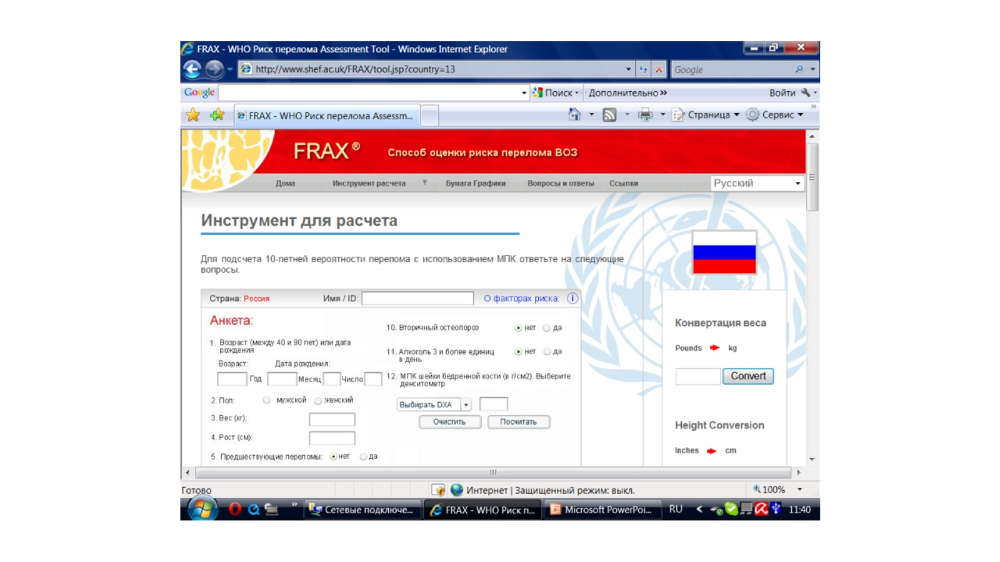 FRAX - WHO Риск перелома Assessment Tool - Windows Internet Explorer
http://www.shef.ac.uk/FRAX/tool.jsp?country=13
Google
Google
Поиск
Дополнительно »
Войти
FRAX - WHO Риск перелома Assessm...
Страница
Сервис
»
FRAX ®
Способ оценки риска перелома ВОЗ
Дома
Инструмент расчета
Бумага Графики
Вопросы и ответы
Ссылки
Русский
Инструмент для расчета
Для подсчета 10-летней вероятности перелома с использованием МПК ответьте на следующие
вопросы.
Страна: Россия
Имя / ID:
О факторах риска:
i
Анкета:
1. Возраст (между 40 и 90 лет) или дата
рождения
Возраст:
Дата рождения:
Год
Месяц
Число
2. Пол:
мужской
женский
3. Вес (кг):
4. Рост (см):
5. Предшествующие переломы:
нет
да
10. Вторичный остеопороз
нет
да
11. Алкоголь 3 и более единиц
в день
нет
да
12. МПК шейки бедренной кости (в г/см2). Выберите
денситометр
Выбирать DXA
Очистить
Посчитать
Конвертация веса
Pounds
kg
Convert
Height Conversion
Inches
cm
Готово
Интернет | Защищенный режим: выкл.
100%
»
Сетевые подключе...
FRAX - WHO Риск п...
Microsoft PowerPoi...
RU
<
11:40